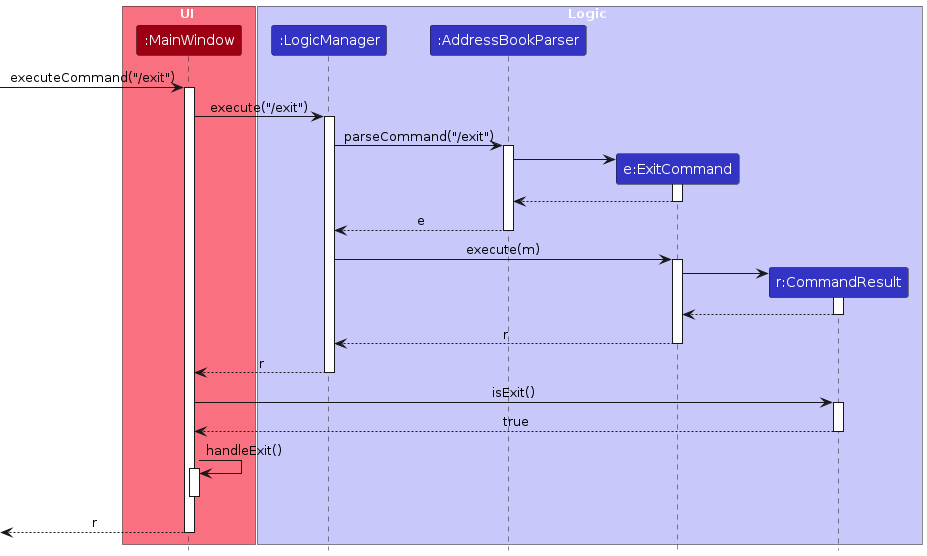 UI
Logic
:MainWindow
:LogicManager
:AddressBookParser
executeCommand("/exit")
execute("/exit")
parseCommand("/exit")
e:ExitCommand
e
execute(m)
r:CommandResult
r
r
isExit()
true
handleExit()
r